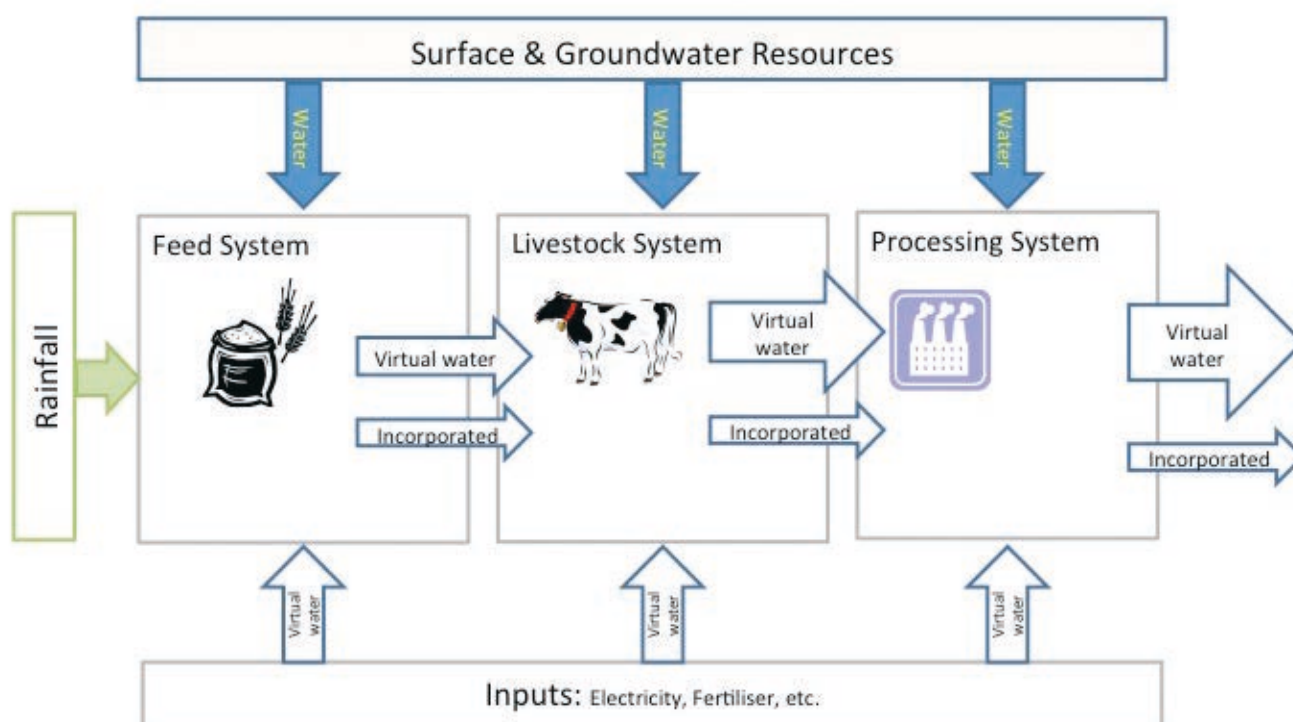 Surface & Groundwater Resources
Water
Water
Water
Rainfall
Feed System
Livestock System
Processing System
Virtual water
Incorporated
Virtual
water
Incorporated
Virtual
water
Incorporated
Virtual
water
Virtual
water
Virtual
water
Inputs: Electricity, Fertiliser, etc.